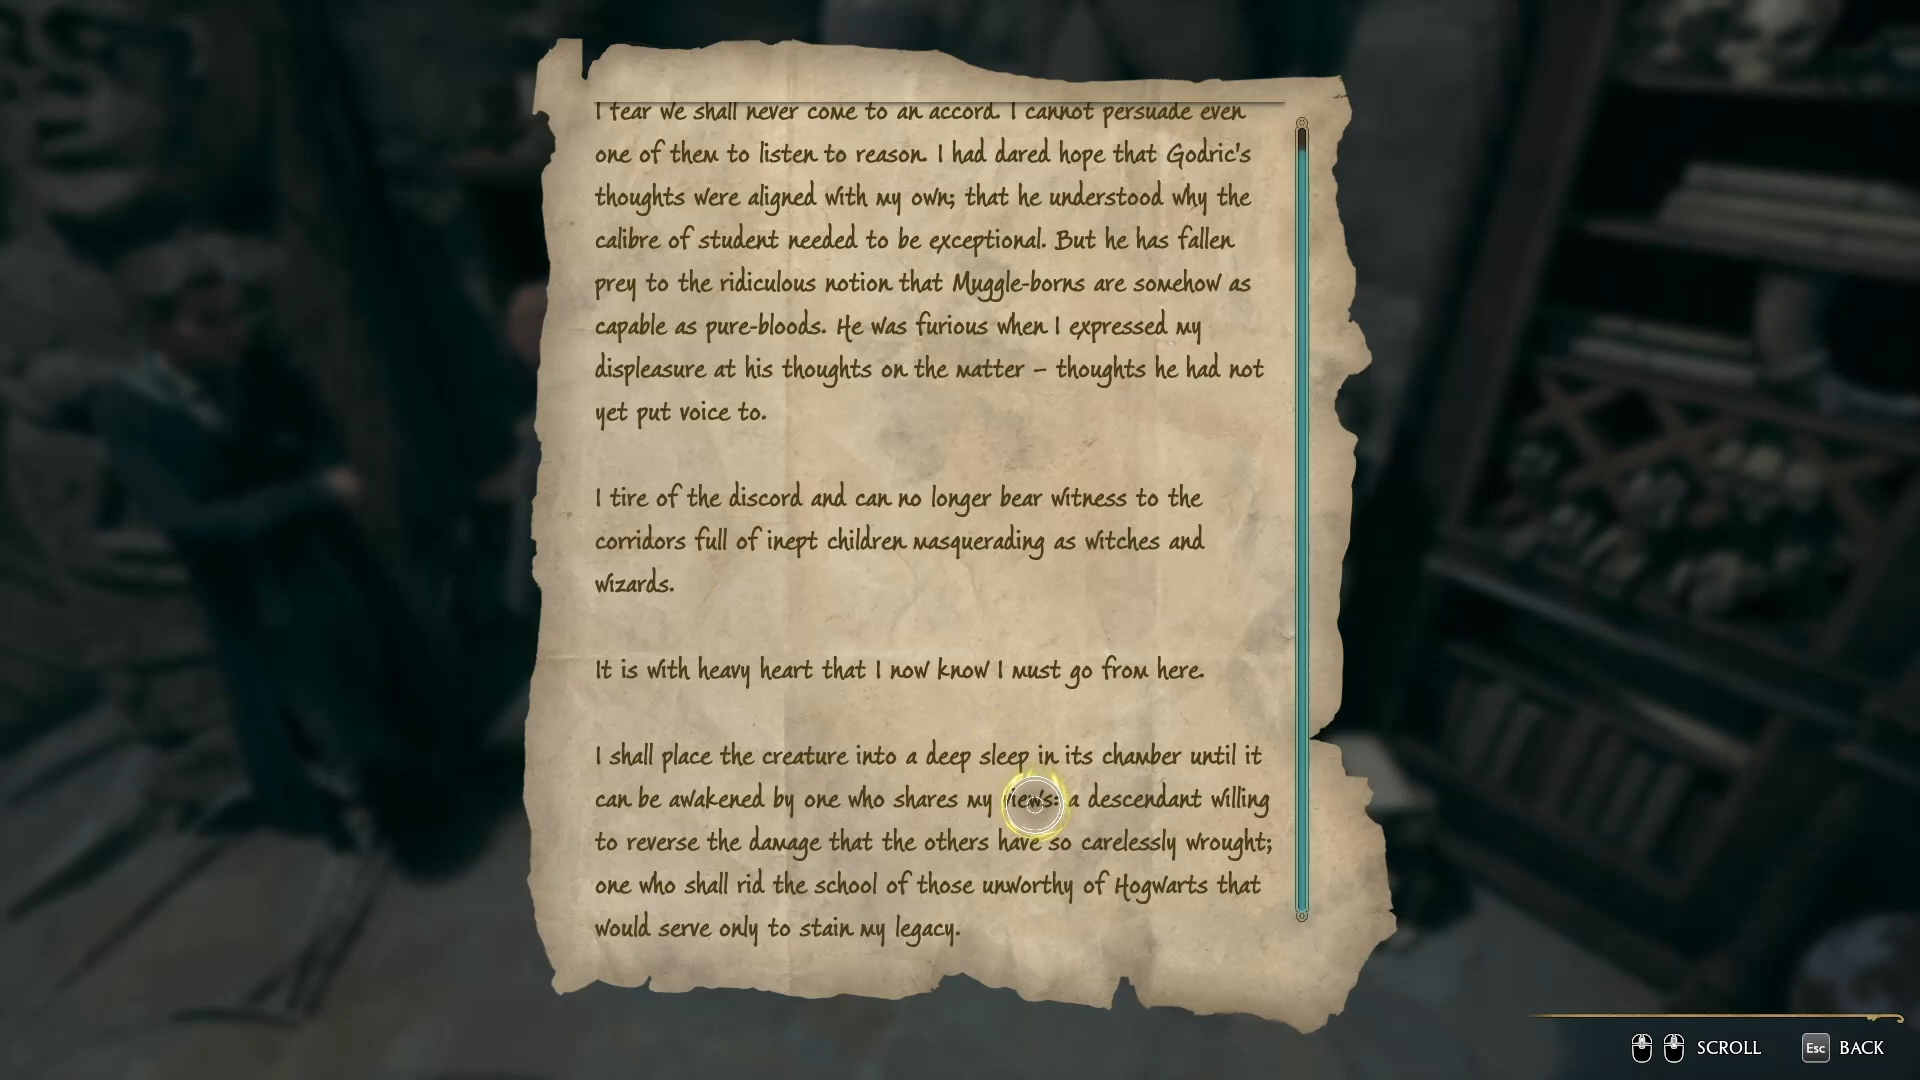 I fear we shall never come to an accord. I cannot persuade even
one of them to listen to reason. I had dared hope that Godric's
thoughts were aligned with my own; that he understood why the
calibre of student needed to be exceptional. But he has fallen
prey to the ridiculous notion that Muggle-borns are somehow as
capable as pure-bloods. He was furious when I expressed my
displeasure at his thoughts on the matter – thoughts he had not
yet put voice to.
I tire of the discord and can no longer bear witness to the
corridors full of inept children masquerading as witches and
wizards.
It is with heavy heart that I now know I must go from here.
I shall place the creature into a deep sleep in its chamber until it
can be awakened by one who shares my views: a descendant willing
to reverse the damage that the others have so carelessly wrought;
one who shall rid the school of those unworthy of Hogwarts that
would serve only to stain my legacy.
SCROLL
Esc BACK